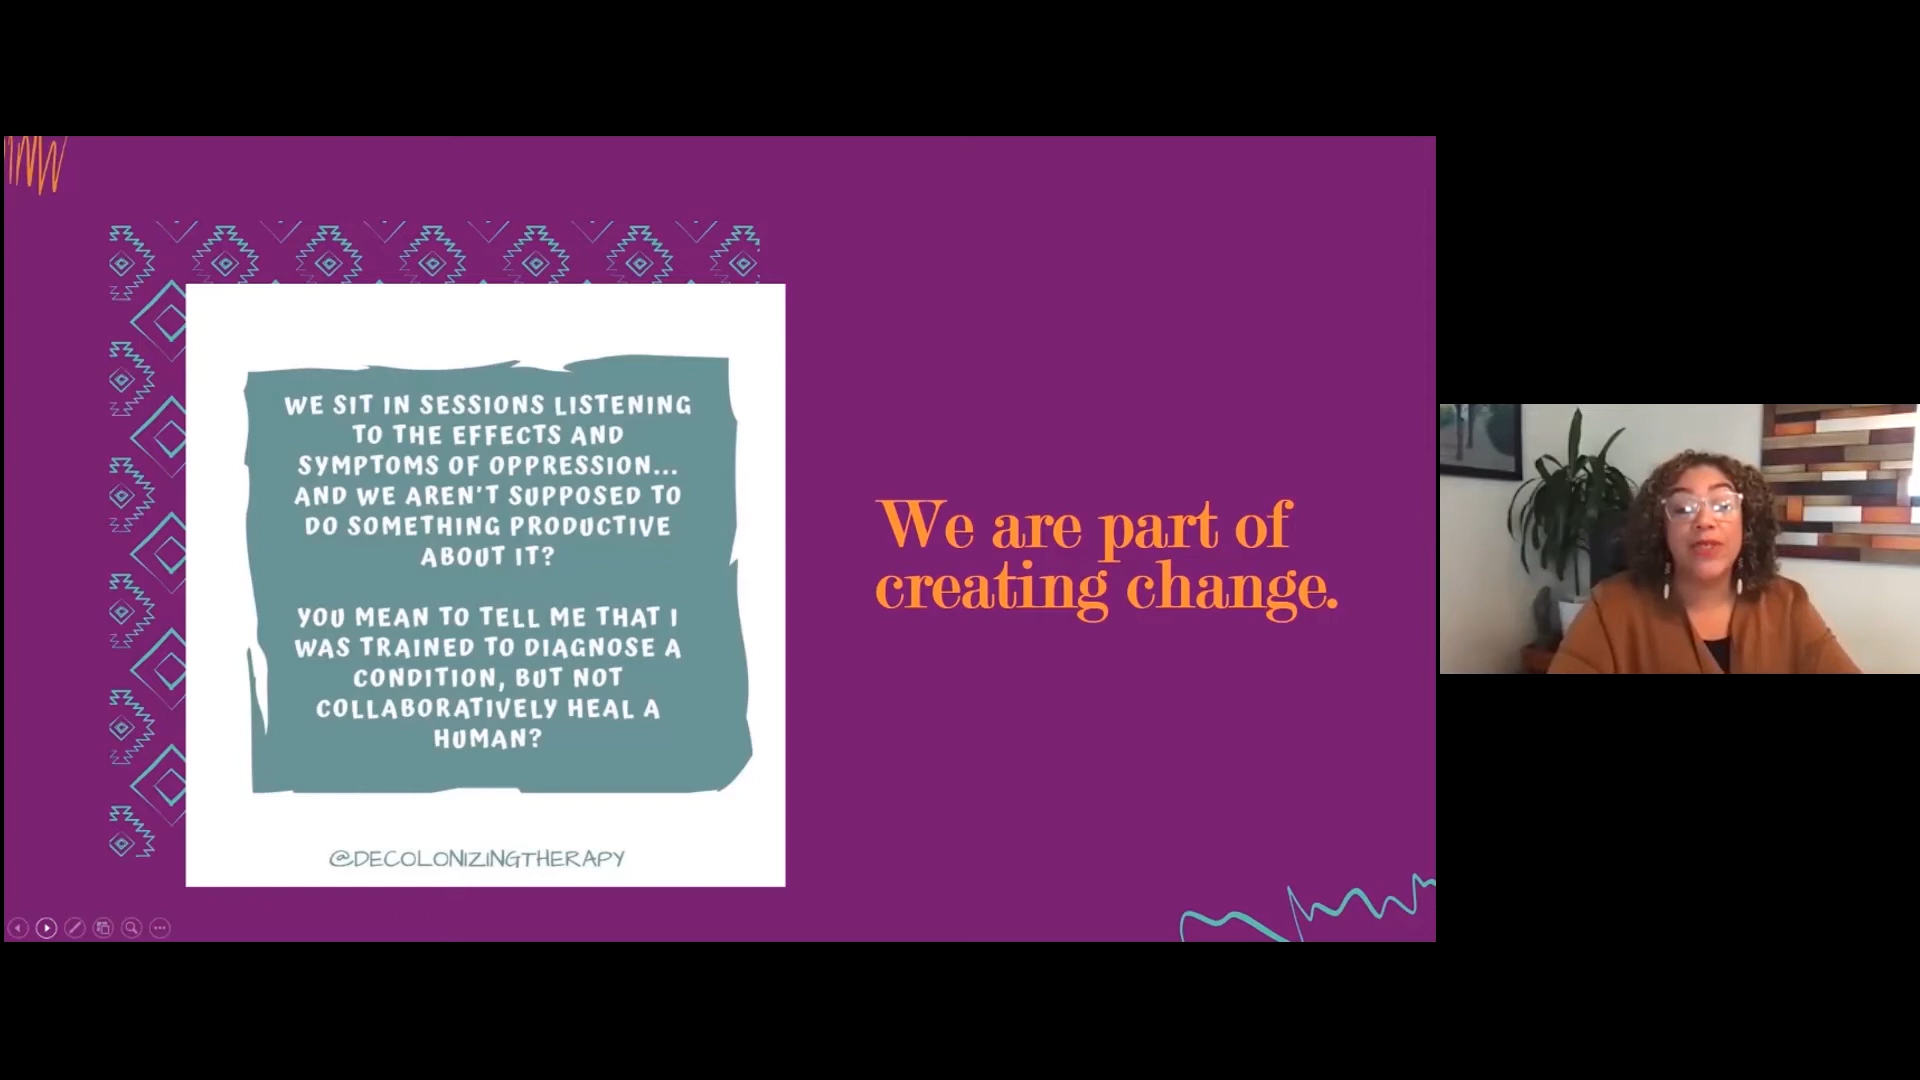 WE SIT IN SESSIONS LISTENING
TO THE EFFECTS AND
SYMPTOMS OF OPPRESSION...
AND WE AREN'T SUPPOSED TO
DO SOMETHING PRODUCTIVE
ABOUT IT?
YOU MEAN TO TELL ME THAT I
WAS TRAINED TO DIAGNOSE A
CONDITION, BUT NOT
COLLABORATIVELY HEAL A
HUMAN?
@DECOLONIZINGTHERAPY
We are part of
creating change.